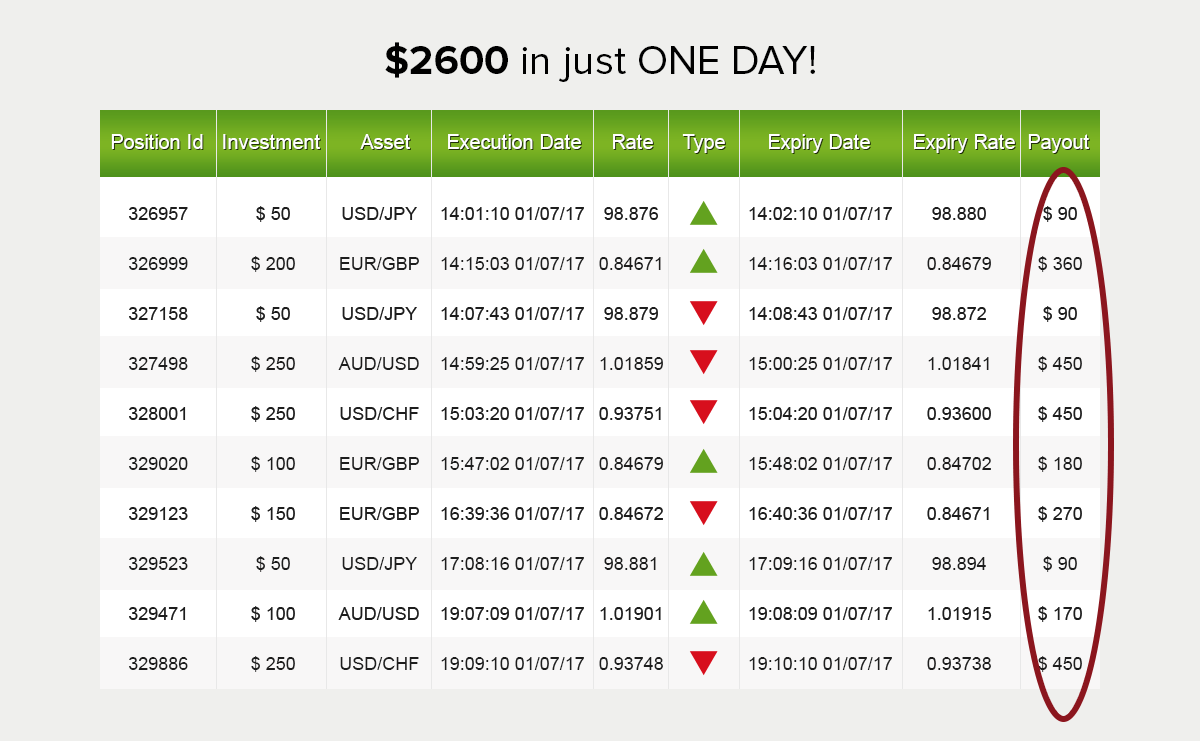 $2600 in just ONE DAY!
Position Id Investment Asset Execution Date Rate Type Expiry Date Expiry Rate Payout
326957 $ 50 USD/JPY 14:01:10 01/07/17 98.876 14:02:10 01/07/17 98.880 $ 90
326999 $ 200 EUR/GBP 14:15:03 01/07/17 0.84671 14:16:03 01/07/17 0.84679 $ 360
327158 $ 50 USD/JPY 14:07:43 01/07/17 98.879 14:08:43 01/07/17 98.872 $ 90
327498 $ 250 AUD/USD 14:59:25 01/07/17 1.01859 15:00:25 01/07/17 1.01841 $ 450
328001 $ 250 USD/CHF 15:03:20 01/07/17 0.93751 15:04:20 01/07/17 0.93600 $ 450
329020 $ 100 EUR/GBP 15:47:02 01/07/17 0.84679 15:48:02 01/07/17 0.84702 $ 180
329123 $ 150 EUR/GBP 16:39:36 01/07/17 0.84672 16:40:36 01/07/17 0.84671 $ 270
329523 $ 50 USD/JPY 17:08:16 01/07/17 98.881 17:09:16 01/07/17 98.894 $ 90
329471 $ 100 AUD/USD 19:07:09 01/07/17 1.01901 19:08:09 01/07/17 1.01915 $ 170
329886 $ 250 USD/CHF 19:09:10 01/07/17 0.93748 19:10:10 01/07/17 0.93738 $ 450